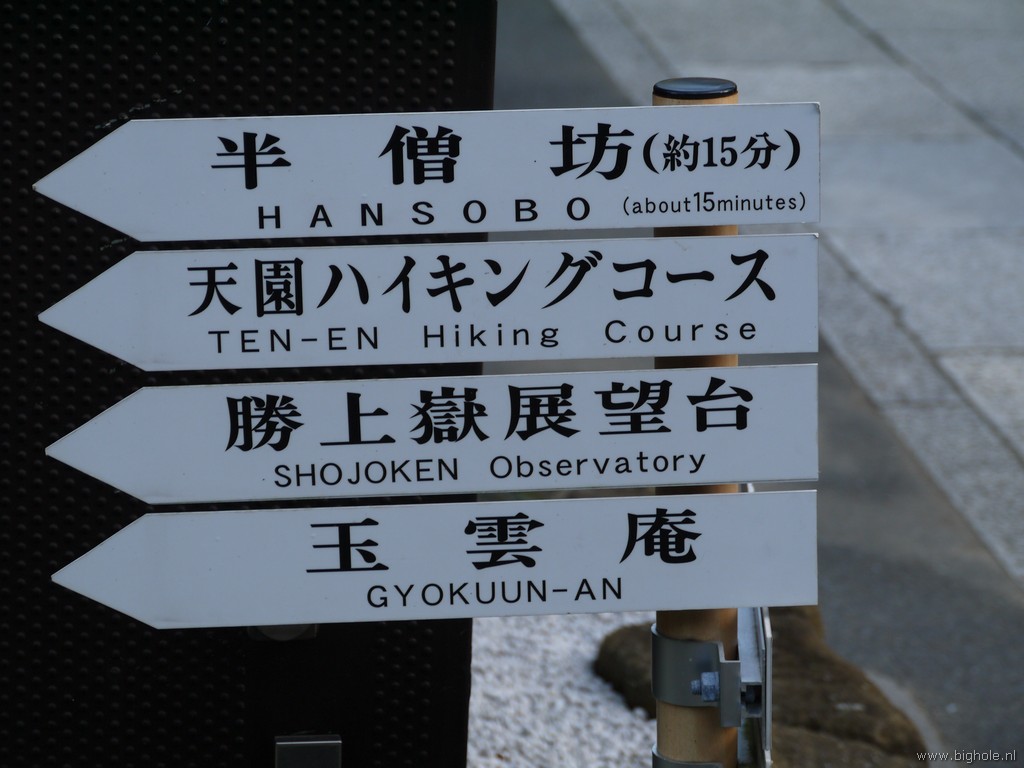 半僧坊(約15分)
HANSOBO (about15minutes)
天園ハイキングコース
TEN-EN Hiking Course
勝上嶽展望台
SHOJOKEN Observatory
玉雲庵
GYOKUUN-AN
www.bighole.nl